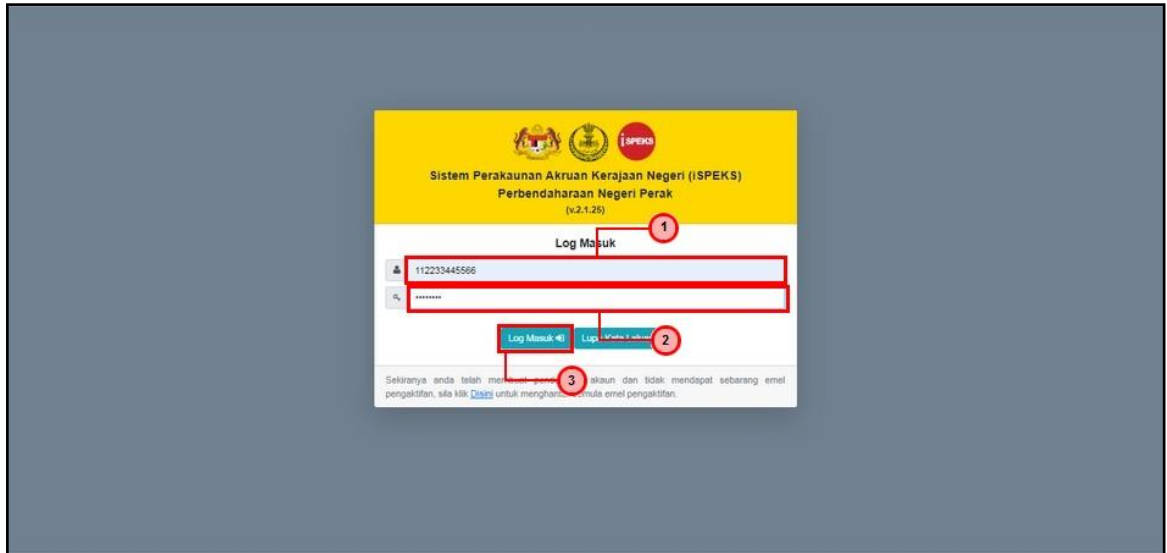 iSPEKS
Sistem Perakaunan Akruan Kerajaan Negeri (iSPEKS)
Perbendaharaan Negeri Perak
(v.2.1.25)
1
Log Masuk
112233445566
••••••••
Log Masuk
2
3
Sekiranya anda telah akaun dan tidak mendapat sebarang emel
pengaktifan, sila klik Disini untuk emel pengaktifan.